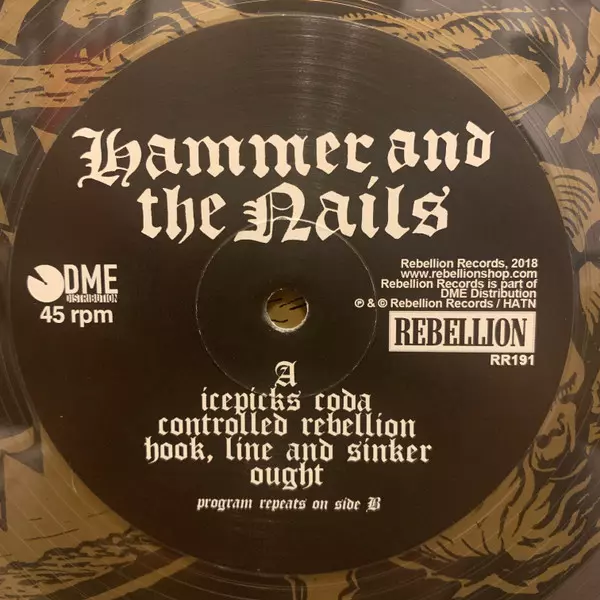 Hammer and
the Nails
DME
DISTRIBUTION
45 rpm
Rebellion Records, 2018
www.rebellionshop.com
Rebellion Records is part of
DME Distribution
℗ & © Rebellion Records / HATN
REBELLION
RR191
A
icepicks coda
controlled rebellion
hook, line and sinker
ought
program repeats on side B